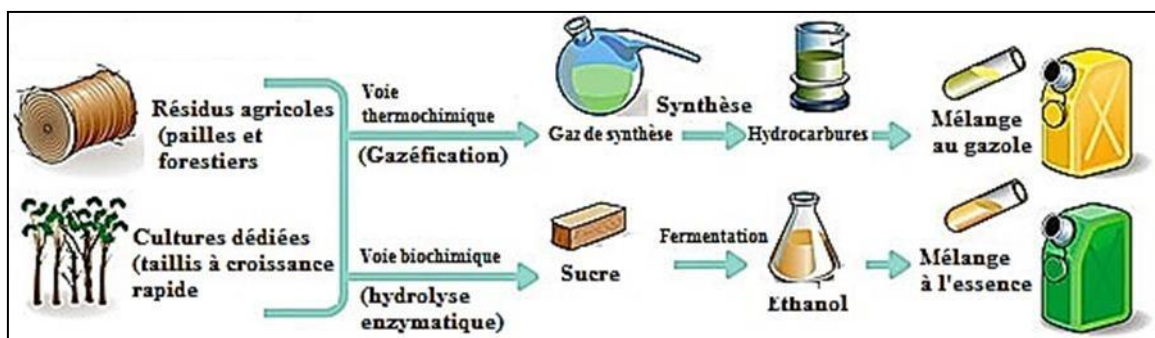 Résidus agricoles
(pailles et
forestiers
Cultures dédiées
(taillis à croissance
rapide
Voie
thermochimique
(Gazéfication)
Gaz de synthèse
Synthèse
Hydrocarbures
Mélange
au gazole
Voie biochimique
(hydrolyse
enzymatique)
Sucre
Fermentation
Ethanol
Mélange
à l'essence